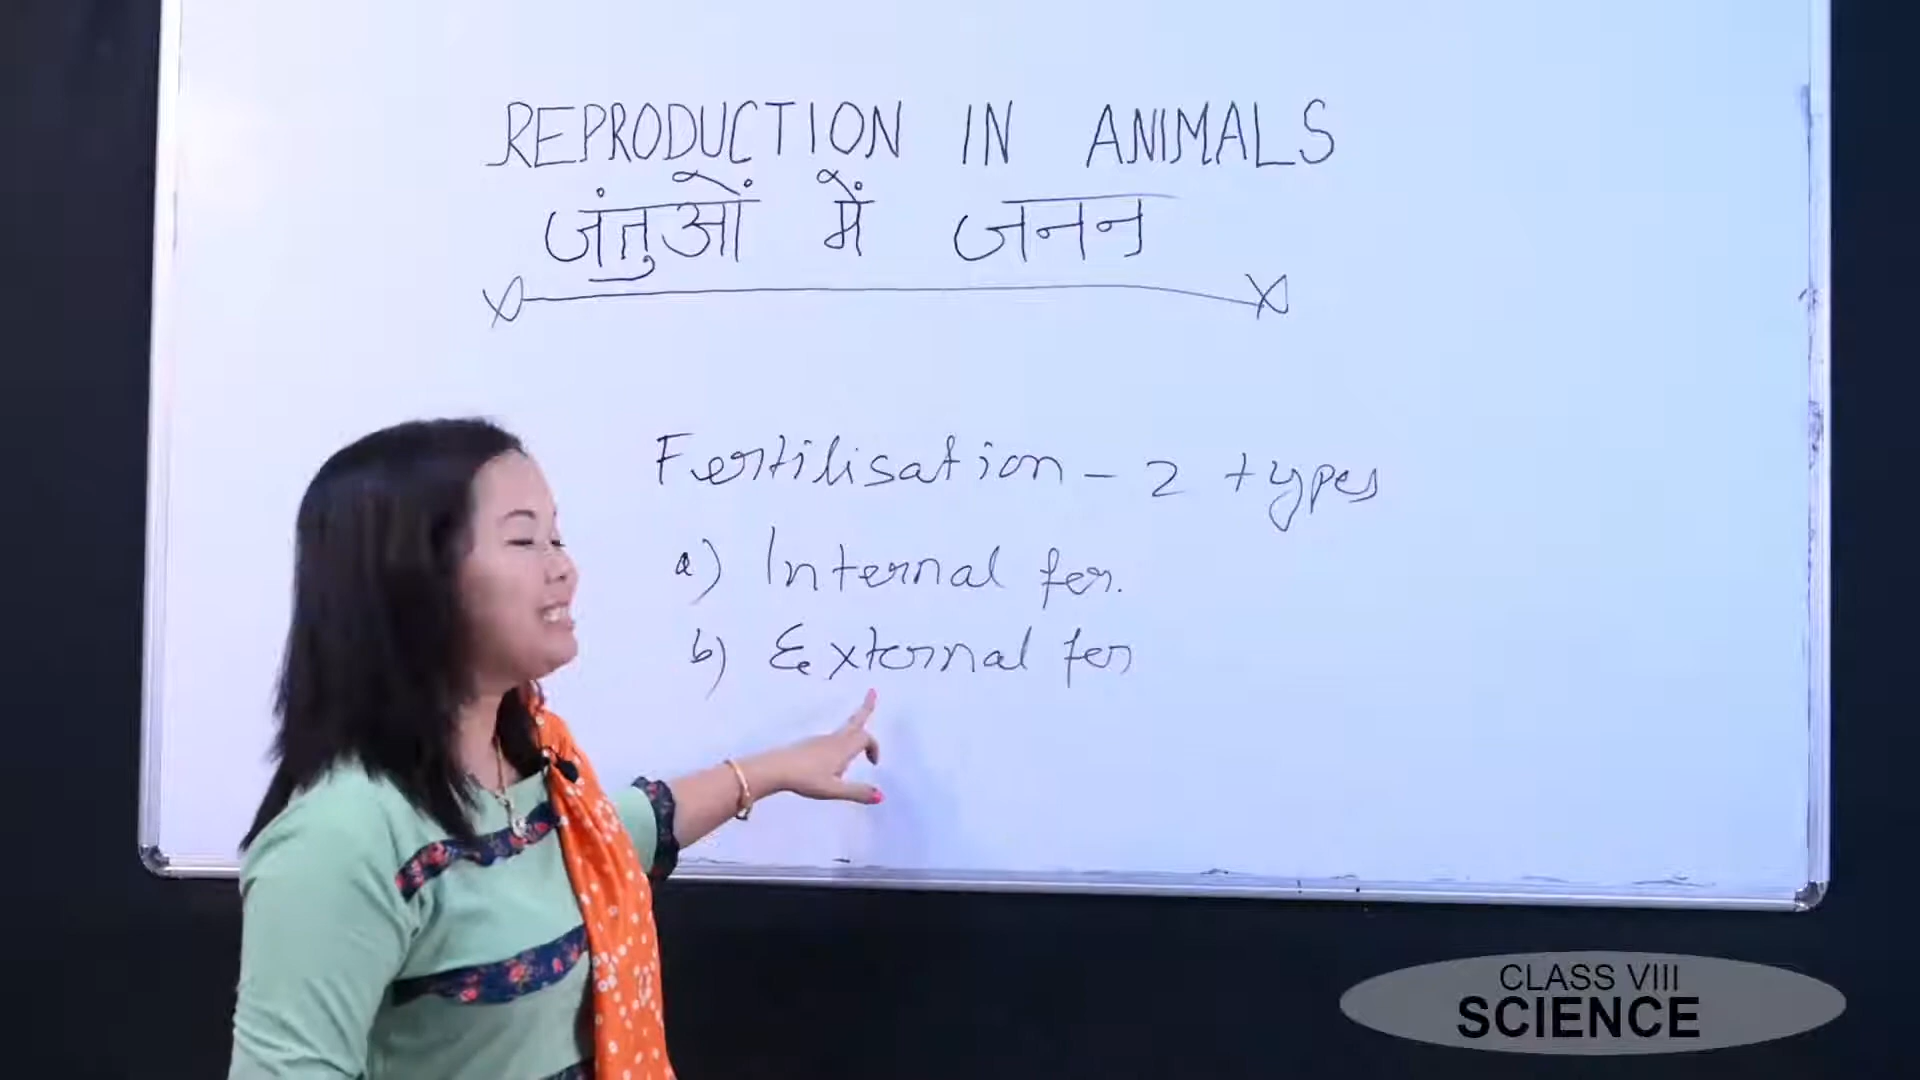 REPRODUCTION IN ANIMALS
जंतुओं में जनन
Fertilisation - 2 types
a) Internal fer.
b) External fer
CLASS VIII
SCIENCE